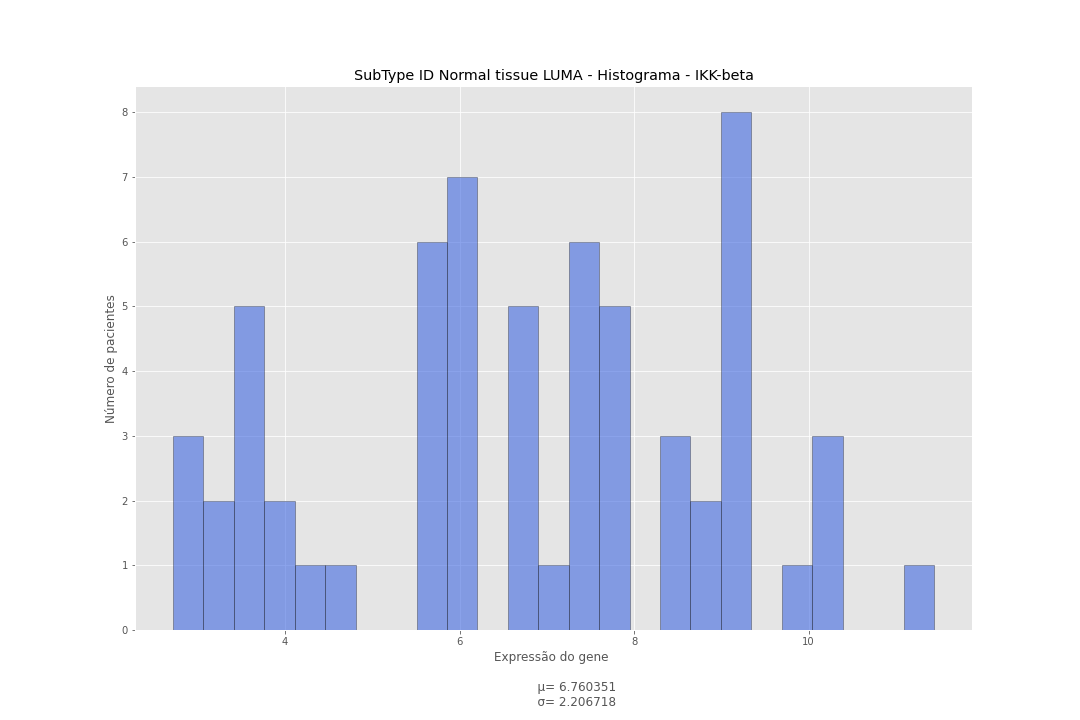 SubType ID Normal tissue LUMA - Histograma - IKK-beta
8
7
6
5
4
3
2
1
0
Número de pacientes
4 6 8 10
Expressão do gene
μ= 6.760351
σ= 2.206718